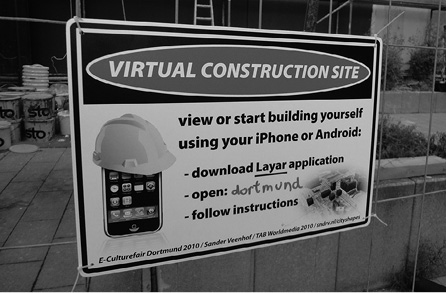 VIRTUAL CONSTRUCTION SITE
view or start building yourself
using your iPhone or Android:
- download Layar application
- open: dortmund
- follow instructions
E-Culturefair Dortmund 2010 / Sander Veenhof / TAB Worldmedia 2010 / sndrv.nl/cityshapes
sto
sto